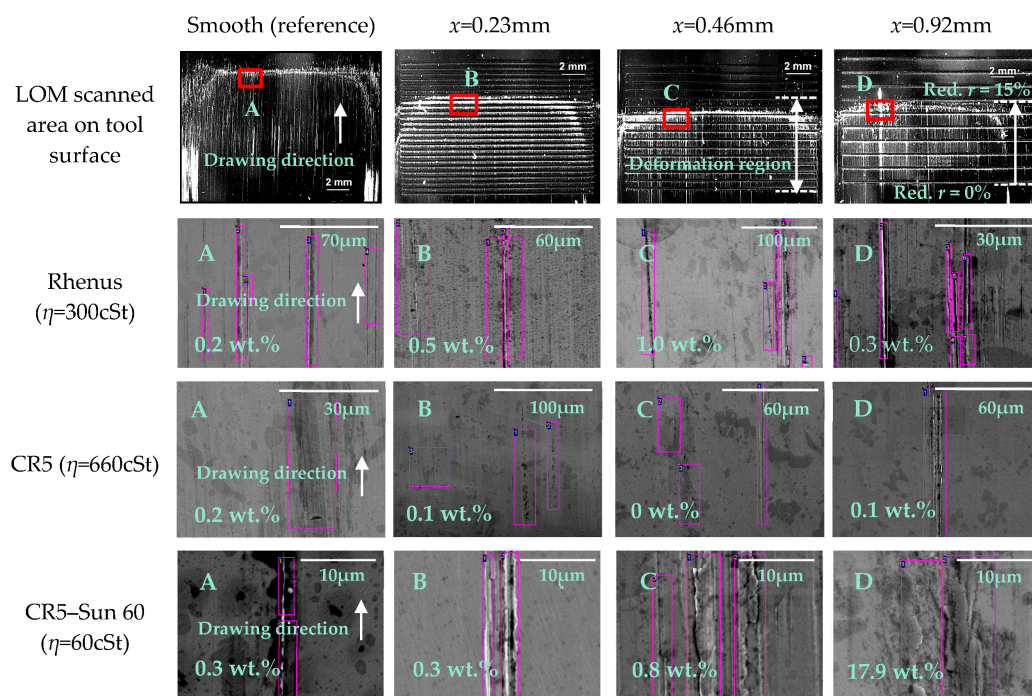 Smooth (reference) x=0.23mm x=0.46mm x=0.92mm
LOM scanned
area on tool
surface
A
Drawing direction
2 mm
B
2 mm
C
2 mm
Deformation region
D
2 mm
Red. r = 15%
Red. r = 0%
Rhenus
(η=300cSt)
A
70μm
Drawing direction
0.2 wt.%
B
60μm
0.5 wt.%
C
100μm
1.0 wt.%
D
30μm
0.3 wt.%
CR5 (η=660cSt)
A
30μm
Drawing direction
0.2 wt.%
B
100μm
0.1 wt.%
C
60μm
0 wt.%
D
60μm
0.1 wt.%
CR5–Sun 60
(η=60cSt)
A
10μm
Drawing direction
0.3 wt.%
B
10μm
0.3 wt.%
C
10μm
0.8 wt.%
D
10μm
17.9 wt.%